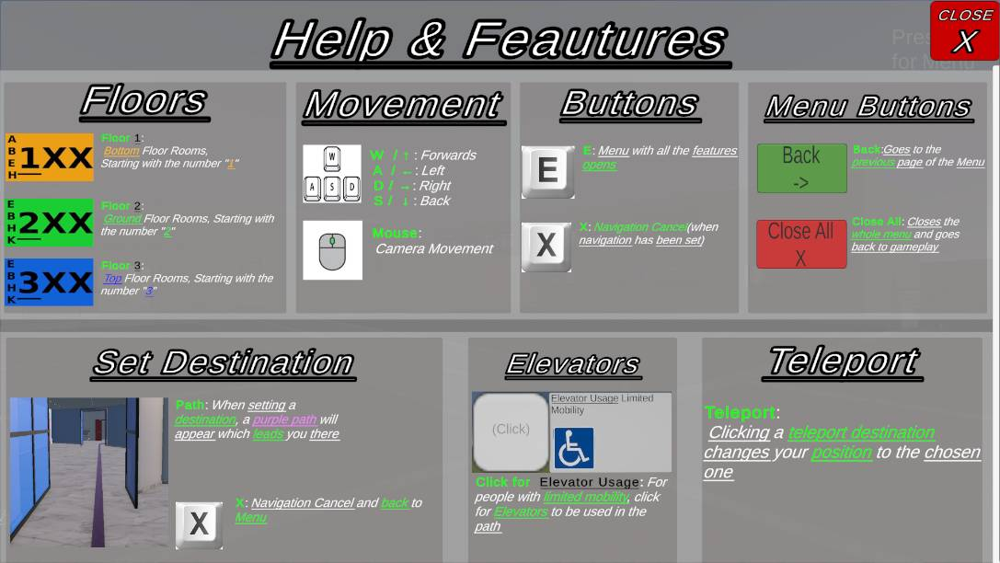 Help & Feautures
CLOSE
X
Pres
for Menu
Floors
A
B
E
H
1XX
Floor 1:
Bottom Floor Rooms,
Starting with the number "1"
E
B
H
K
2XX
Floor 2:
Ground Floor Rooms, Starting with
the number "2"
E
B
H
K
3XX
Floor 3:
Top Floor Rooms, Starting with the
number "3"
Movement
W
A S D
W / ↑ : Forwards
A / ← : Left
D / → : Right
S / ↓ : Back
Mouse:
Camera Movement
Buttons
E
E: Menu with all the features
opens
X
X: Navigation Cancel(when
navigation has been set)
Menu Buttons
Back
->
Back:Goes to the
previous page of the Menu
Close All
X
Close All: Closes the
whole menu and goes
back to gameplay
Set Destination
Path: When setting a
destination, a purple path will
appear which leads you there
X
X: Navigation Cancel and back to
Menu
Elevators
(Click)
Elevator Usage Limited
Mobility
Click for Elevator Usage: For
people with limited mobility, click
for Elevators to be used in the
path
Teleport
Teleport:
Clicking a teleport destination
changes your position to the chosen
one